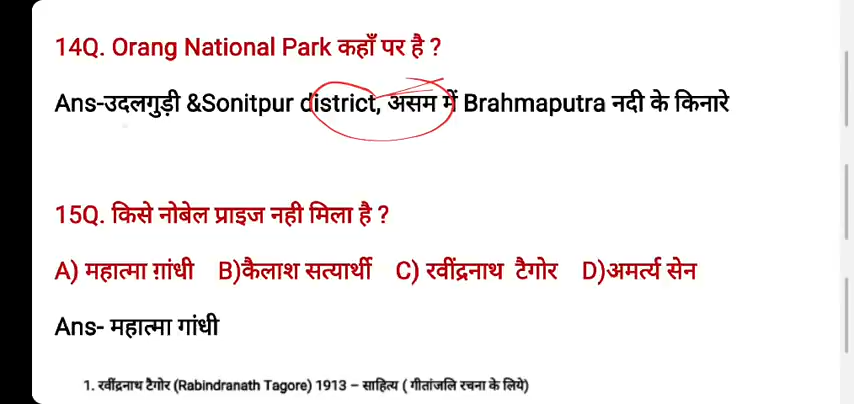 14Q. Orang National Park कहाँ पर है ?
Ans-उदलगुड़ी &Sonitpur district, असम में Brahmaputra नदी के किनारे
15Q. किसे नोबेल प्राइज नही मिला है ?
A) महात्मा ग़ांधी B)कैलाश सत्यार्थी C) रवींद्रनाथ टैगोर D)अमर्त्य सेन
Ans- महात्मा गांधी
1. रवींद्रनाथ टैगोर (Rabindranath Tagore) 1913 – साहित्य ( गीतांजलि रचना के लिये)